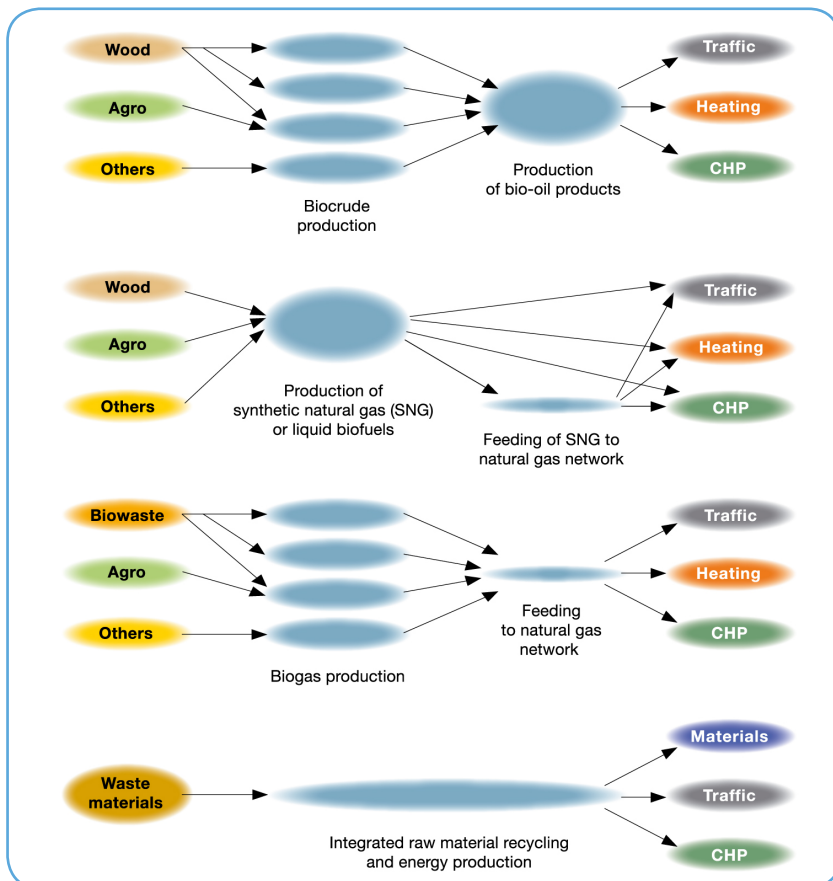 Wood
Traffic
Agro
Heating
Others
CHP
Biocrude
production
Production
of bio-oil products
Wood
Traffic
Agro
Heating
Others
CHP
Production of
synthetic natural gas (SNG)
or liquid biofuels
Feeding of SNG to
natural gas network
Biowaste
Traffic
Agro
Heating
Others
CHP
Biogas production
Feeding
to natural gas
network
Waste
materials
Materials
Traffic
CHP
Integrated raw material recycling
and energy production